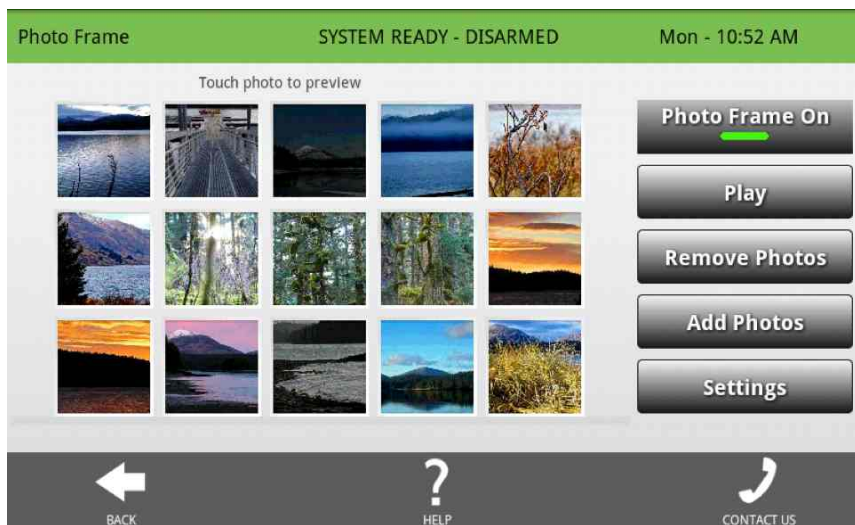 Photo Frame SYSTEM READY - DISARMED Mon - 10:52 AM
Touch photo to preview
Photo Frame On
Play
Remove Photos
Add Photos
Settings
BACK HELP CONTACT US